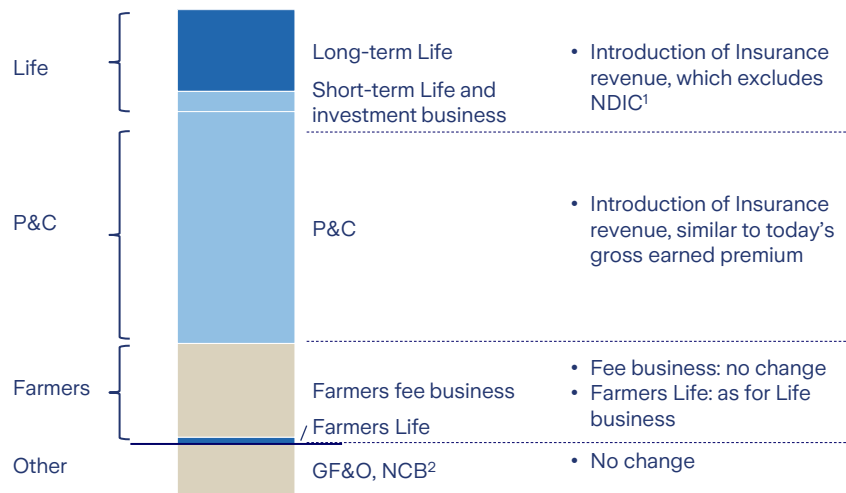 Life
Long-term Life
Short-term Life and
investment business
• Introduction of Insurance
revenue, which excludes
NDIC¹
P&C
P&C
• Introduction of Insurance
revenue, similar to today's
gross earned premium
Farmers
Farmers fee business
Farmers Life
• Fee business: no change
• Farmers Life: as for Life
business
Other
GF&O, NCB²
• No change